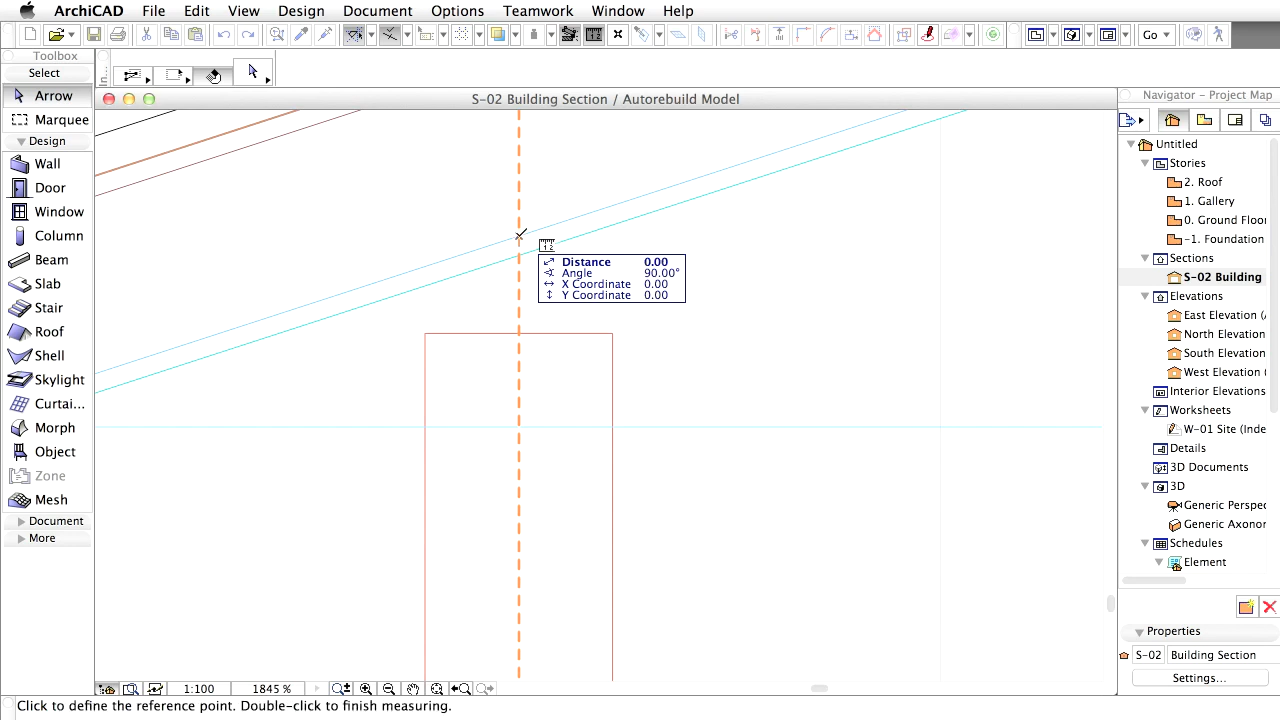 ArchiCAD File Edit View Design Document Options Teamwork Window Help
Go
Toolbox
Select
Arrow
Marquee
Design
Wall
Door
Window
Column
Beam
Slab
Stair
Roof
Shell
Skylight
Curtai...
Morph
Object
Zone
Mesh
Document
More
S-02 Building Section / Autorebuild Model
Distance 0.00
Angle 90.00°
X Coordinate 0.00
Y Coordinate 0.00
1:100
1845 %
Navigator - Project Map
Untitled
Stories
2. Roof
1. Gallery
0. Ground Floo
-1. Foundation
Sections
S-02 Building
Elevations
East Elevation (
North Elevation
South Elevation
West Elevation (
Interior Elevations
Worksheets
W-01 Site (Inde
Details
3D Documents
3D
Generic Perspe
Generic Axonor
Schedules
Element
Properties
S-02 Building Section
Settings...
Click to define the reference point. Double-click to finish measuring.